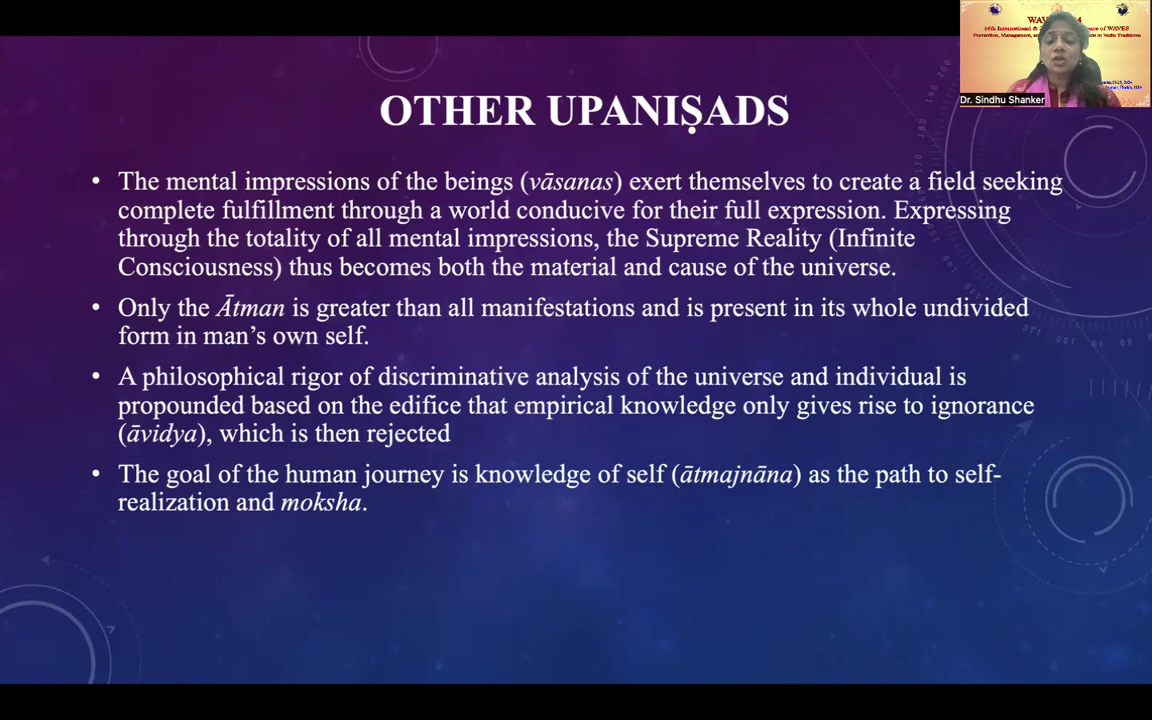 OTHER UPANIṢADS
• The mental impressions of the beings (vāsanas) exert themselves to create a field seeking
complete fulfillment through a world conducive for their full expression. Expressing
through the totality of all mental impressions, the Supreme Reality (Infinite
Consciousness) thus becomes both the material and cause of the universe.
• Only the Ātman is greater than all manifestations and is present in its whole undivided
form in man's own self.
• A philosophical rigor of discriminative analysis of the universe and individual is
propounded based on the edifice that empirical knowledge only gives rise to ignorance
(āvidya), which is then rejected
• The goal of the human journey is knowledge of self (ātmajnāna) as the path to self-
realization and moksha.
Dr. Sindhu Shanker